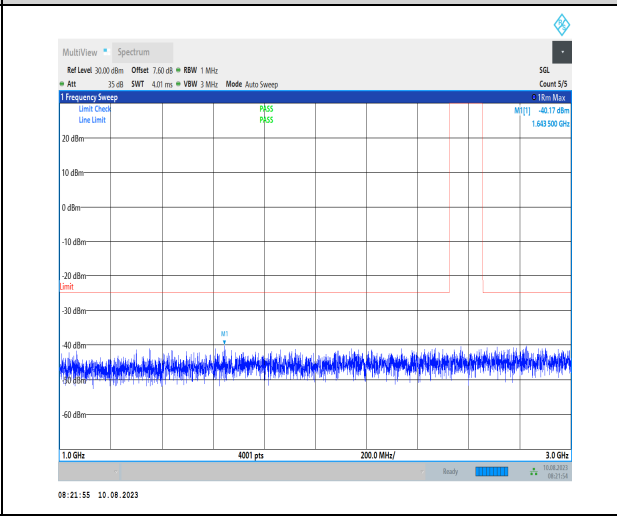 MultiView Spectrum
Ref Level 30.00 dBm Offset 7.60 dB RBW 1 MHz SGL
Att 35 dB SWT 4.01 ms VBW 3 MHz Mode Auto Sweep Count 5/5
1 Frequency Sweep 1Rm Max
Limit Check PASS M1[1] -40.17 dBm
Line Limit PASS 1.643 500 GHz
20 dBm
10 dBm
0 dBm
-10 dBm
-20 dBm
Limit
-30 dBm
M1
-40 dBm
-50 dBm
-60 dBm
1.0 GHz 4001 pts 200.0 MHz/ 3.0 GHz
Ready 10.08.2023
08:21:54
08:21:55 10.08.2023